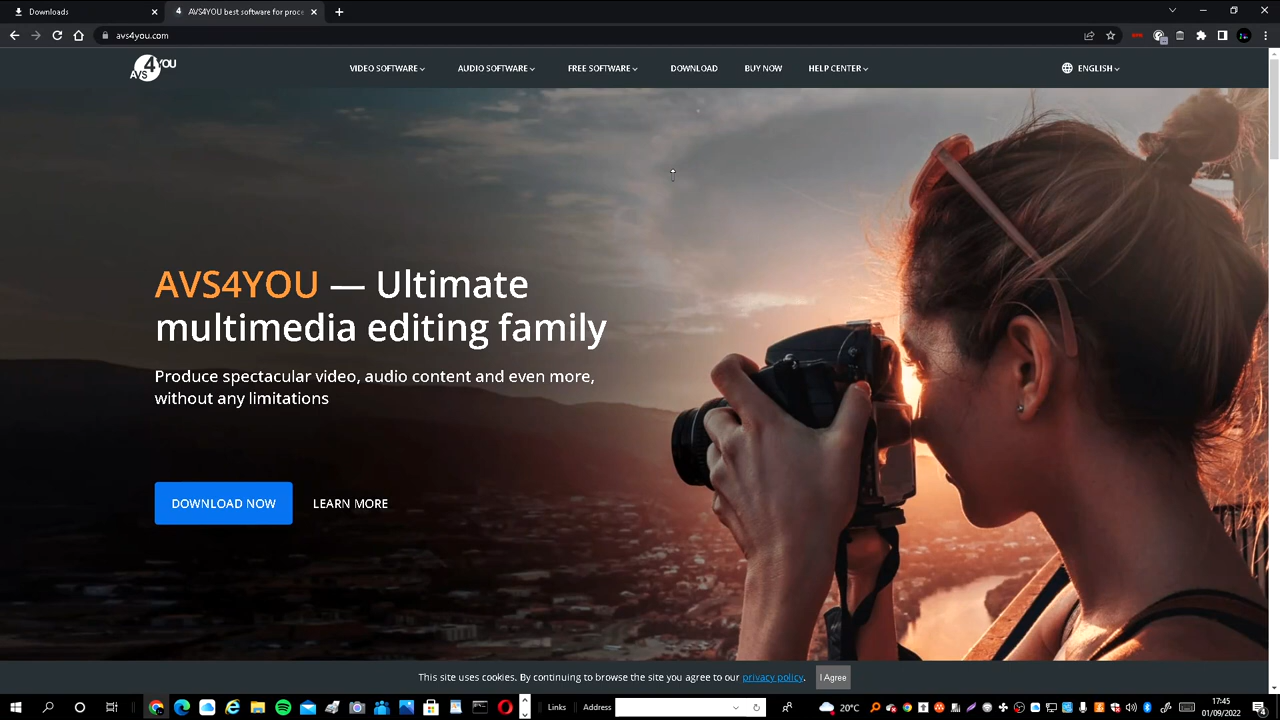 Downloads
AVS4YOU best software for proce
avs4you.com
AVS4YOU
VIDEO SOFTWARE
AUDIO SOFTWARE
FREE SOFTWARE
DOWNLOAD
BUY NOW
HELP CENTER
ENGLISH
AVS4YOU — Ultimate
multimedia editing family
Produce spectacular video, audio content and even more,
without any limitations
DOWNLOAD NOW
LEARN MORE
This site uses cookies. By continuing to browse the site you agree to our privacy policy.
I Agree
Links
Address
20°C
17:45
01/09/2022